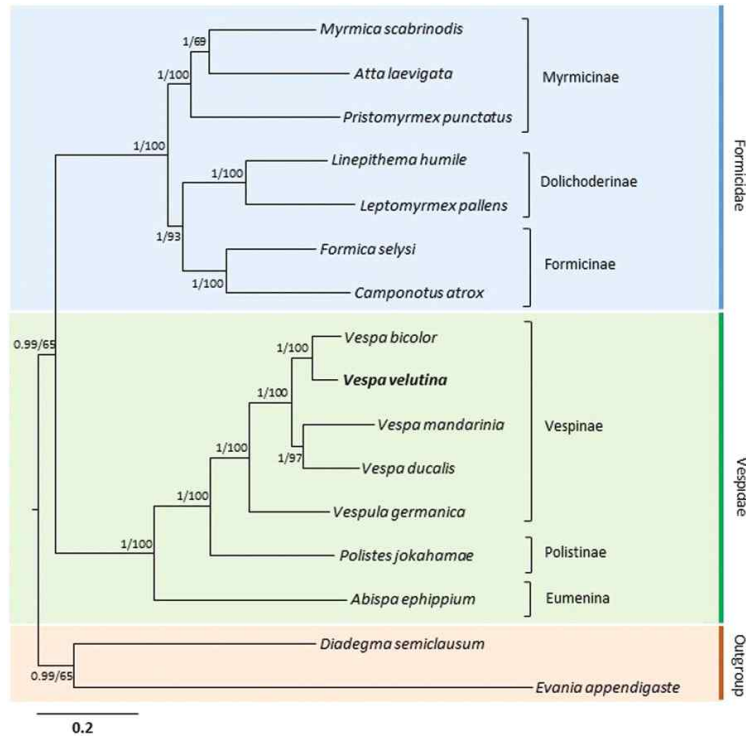 Myrmica scabrinodis
1/69
Atta laevigata
1/100
Myrmicinae
Pristomyrmex punctatus
1/100
Formicidae
Linepithema humile
1/100
Dolichoderinae
Leptomyrmex pallens
1/93
Formica selysi
Formicinae
1/100
Camponotus atrox
0.99/65
Vespa bicolor
1/100
Vespa velutina
1/100
Vespa mandarinia
Vespinae
1/100
1/97
Vespa ducalis
Vespidae
1/100
Vespula germanica
1/100
Polistes jokahamae
Polistinae
Abispa ephippium
Eumenina
Diadegma semiclausum
Outgroup
0.99/65
Evania appendigaste
0.2